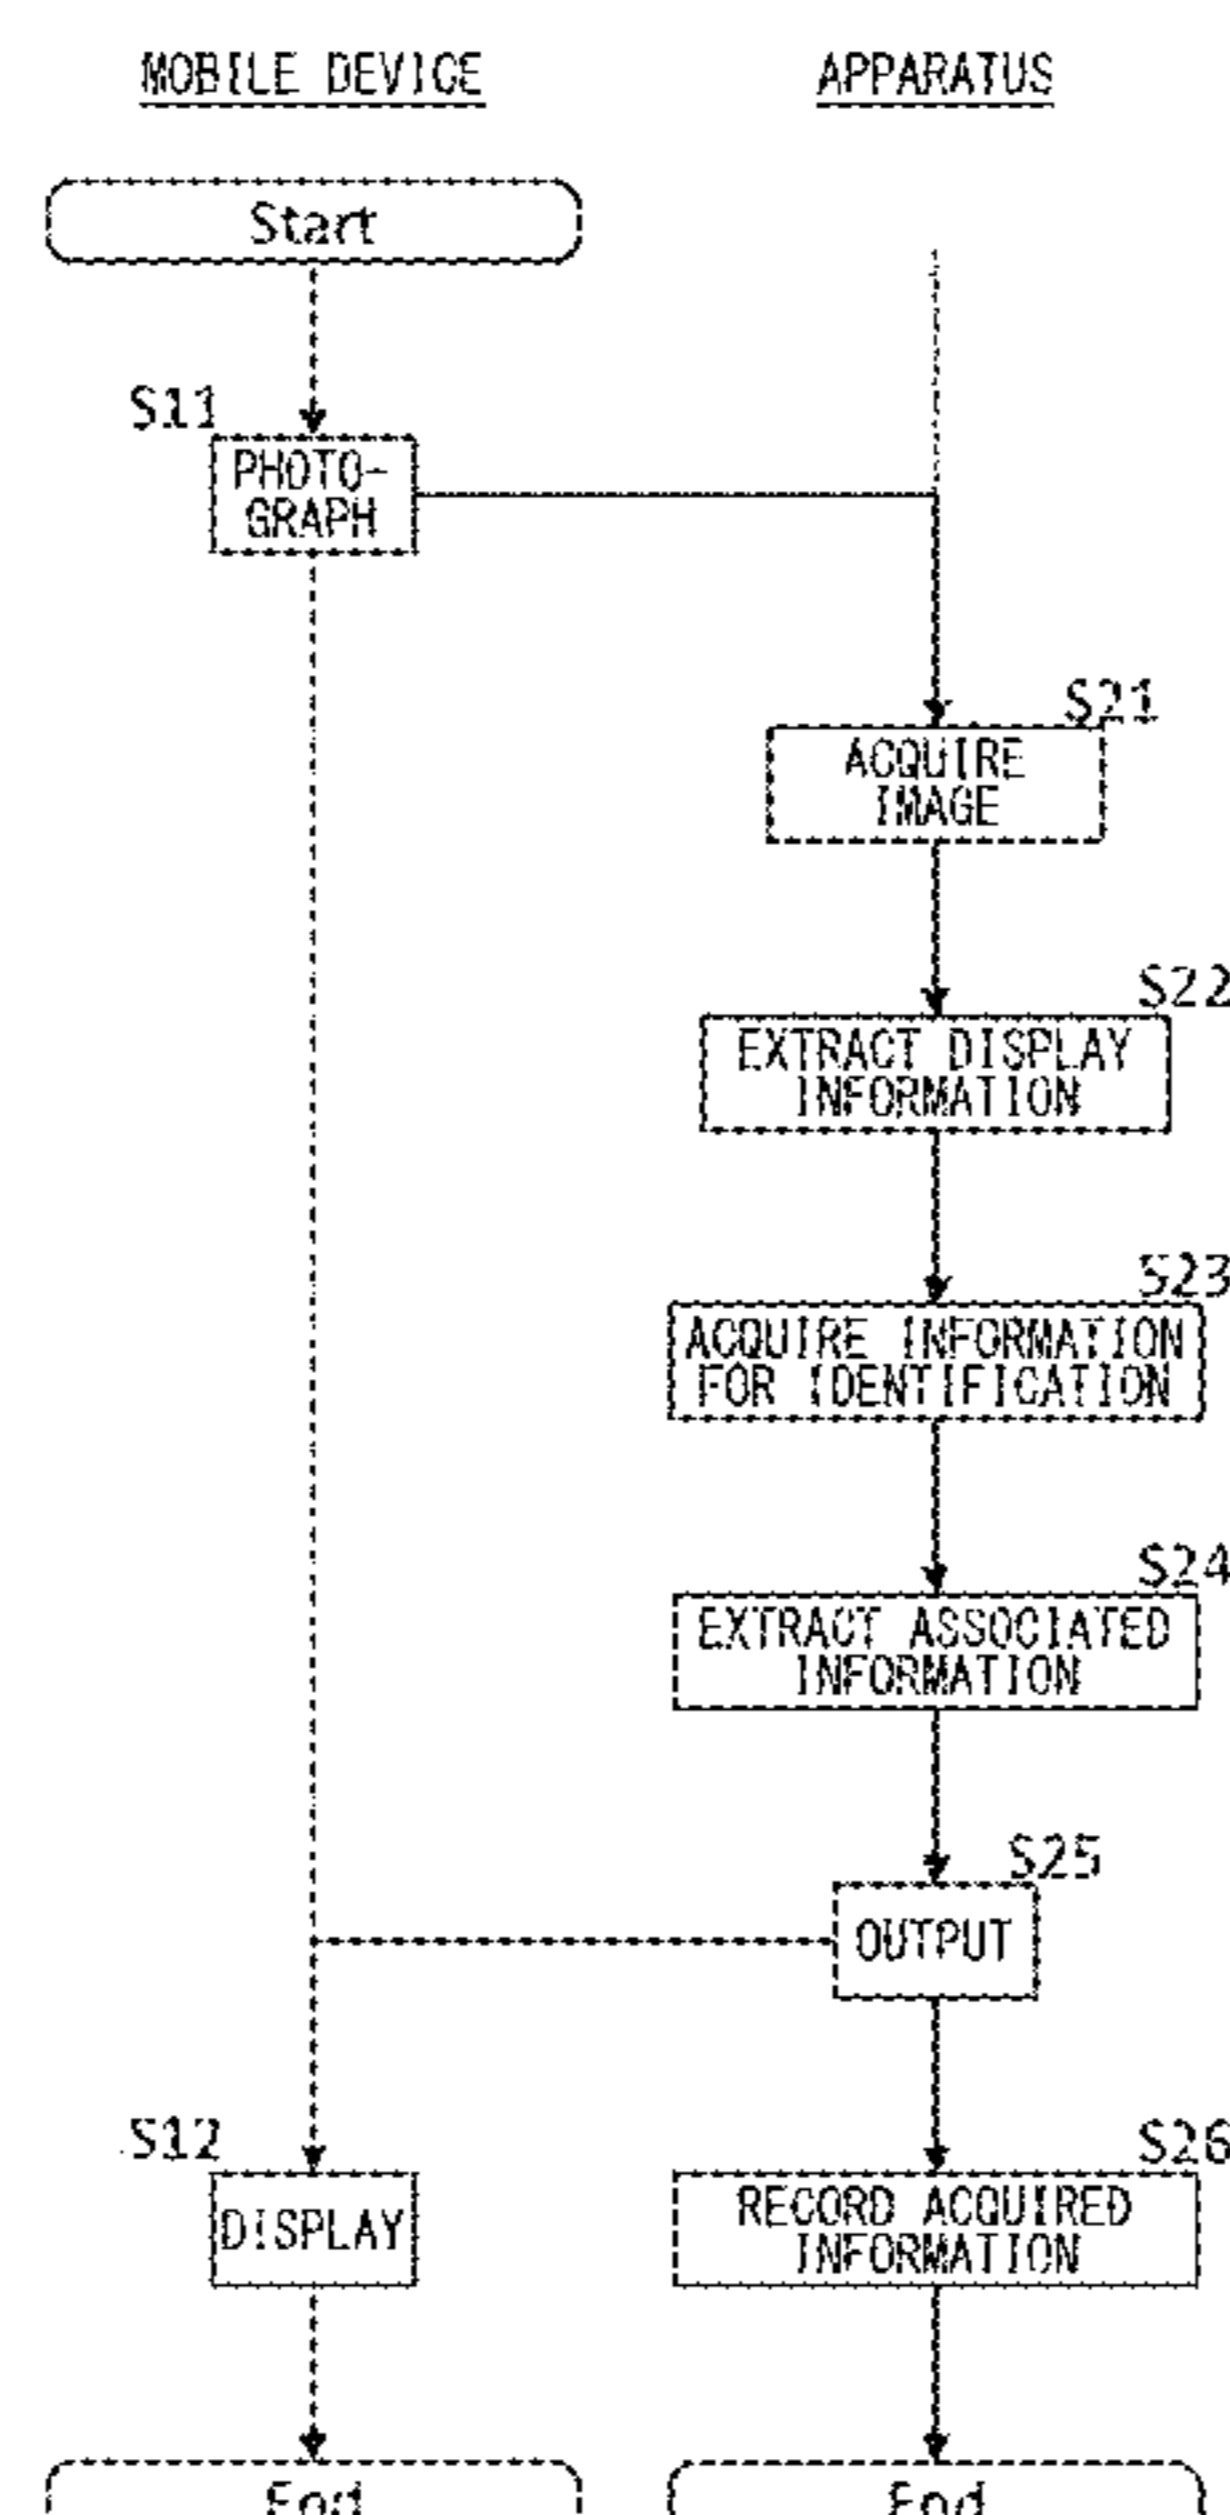 MOBILE DEVICE
APPARATUS
Start
S11
PHOTO-
GRAPH
S21
ACQUIRE
IMAGE
S22
EXTRACT DISPLAY
INFORMATION
S23
ACQUIRE INFORMATION
FOR IDENTIFICATION
S24
EXTRACT ASSOCIATED
INFORMATION
S25
OUTPUT
S12
DISPLAY
S26
RECORD ACQUIRED
INFORMATION
End
End